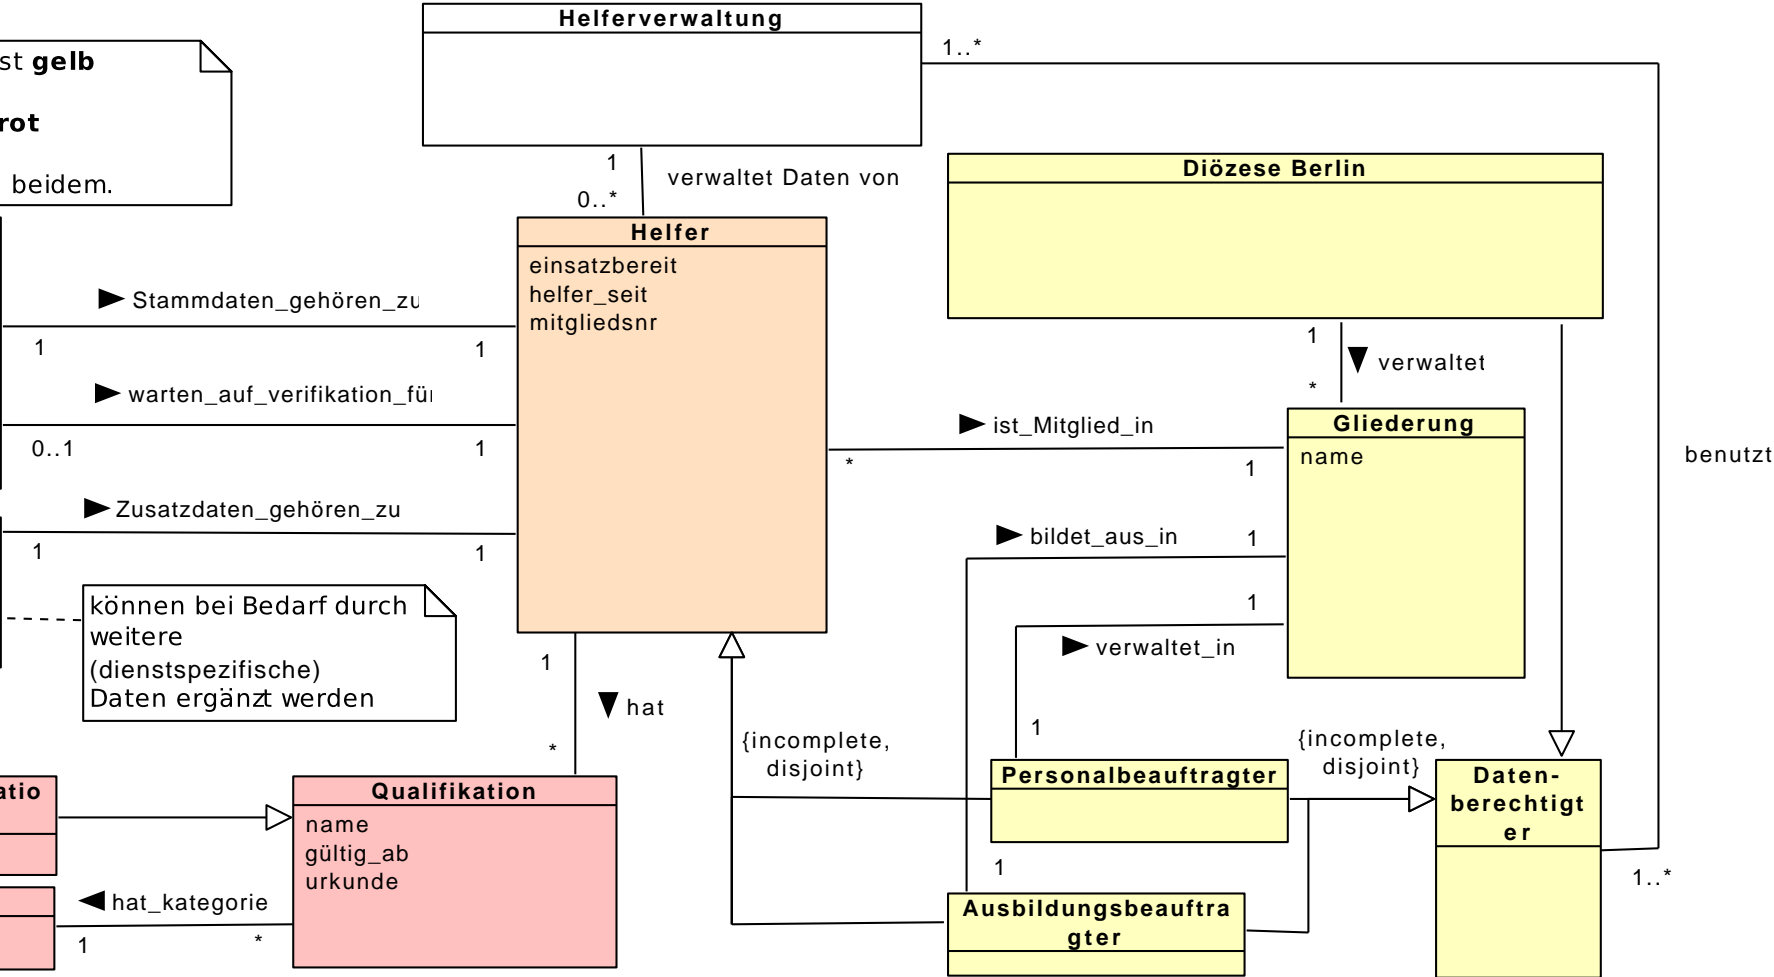 Helferverwaltung
1..*
gelb
rot
beidem.
1
verwaltet Daten von
0..*
Diözese Berlin
Helfer
einsatzbereit
helfer_seit
mitgliedsnr
Stammdaten_gehören_zu
1
1
1
verwaltet
*
warten_auf_verifikation_für
0..1
1
ist_Mitglied_in
*
1
Gliederung
name
benutzt
Zusatzdaten_gehören_zu
1
1
bildet_aus_in
1
1
verwaltet_in
1
können bei Bedarf durch
weitere
(dienstspezifische)
Daten ergänzt werden
1
hat
*
{incomplete,
disjoint}
{incomplete,
disjoint}
Personalbeauftragter
Daten-
berechtigt
er
1..*
Qualifikation
name
gültig_ab
urkunde
hat_kategorie
1
*
1
Ausbildungsbeauftra
gter